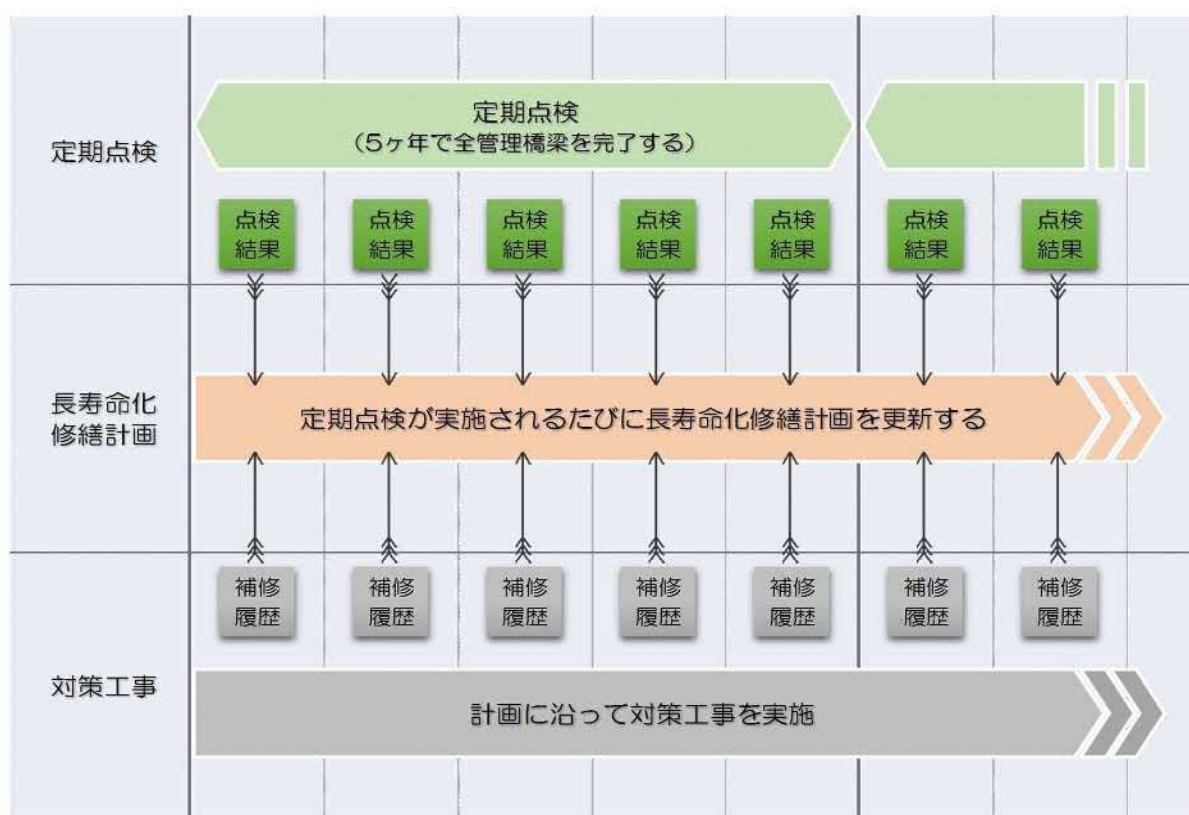 定期点検
定期点検
(5ヶ年で全管理橋梁を完了する)
点検
結果
点検
結果
点検
結果
点検
結果
点検
結果
点検
結果
点検
結果
長寿命化
修繕計画
定期点検が実施されるたびに長寿命化修繕計画を更新する
補修
履歴
補修
履歴
補修
履歴
補修
履歴
補修
履歴
補修
履歴
補修
履歴
対策工事
計画に沿って対策工事を実施